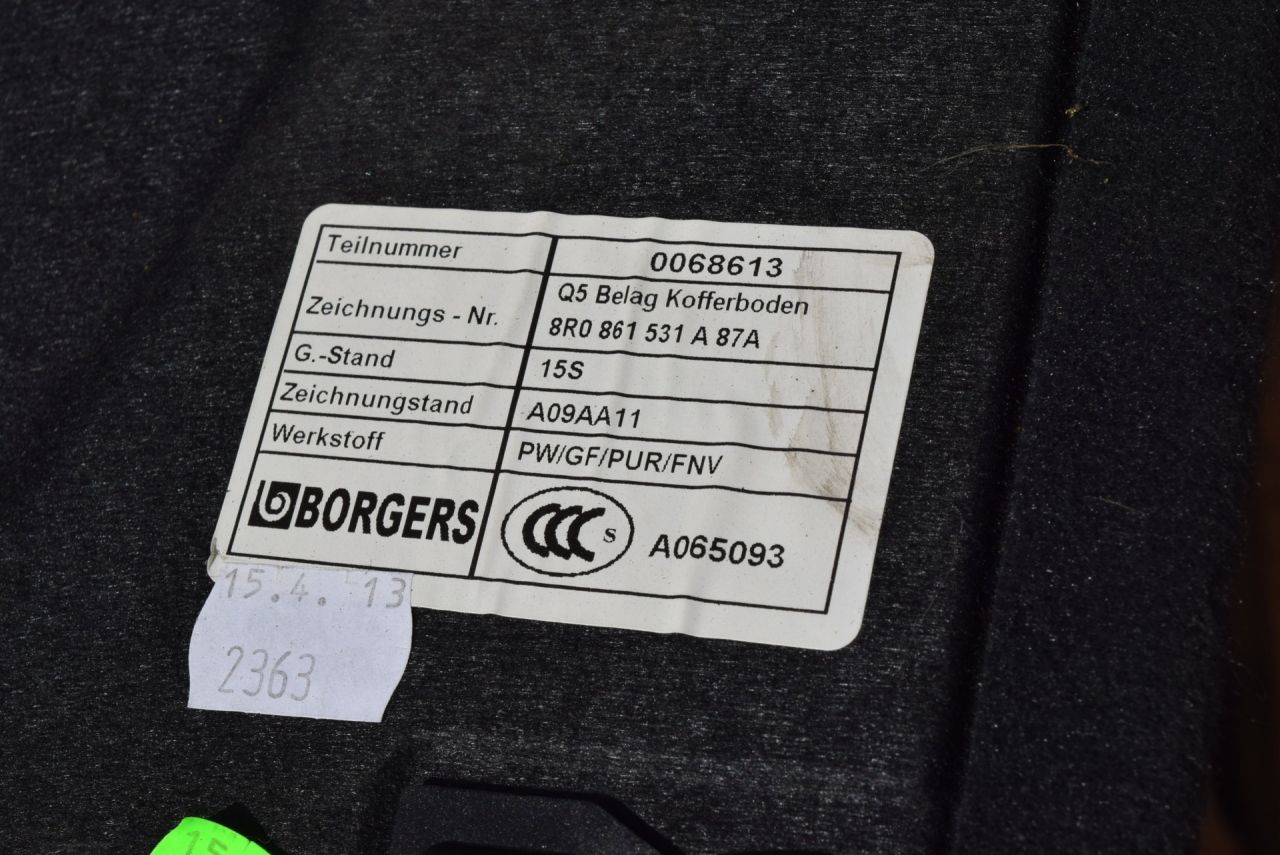 Teilnummer 0068613
Zeichnungs - Nr. Q5 Belag Kofferboden
8R0 861 531 A 87A
G.-Stand 15S
Zeichnungstand A09AA11
Werkstoff PW/GF/PUR/FNV
BORGERS CCC S A065093
15.4. 13
2363
15